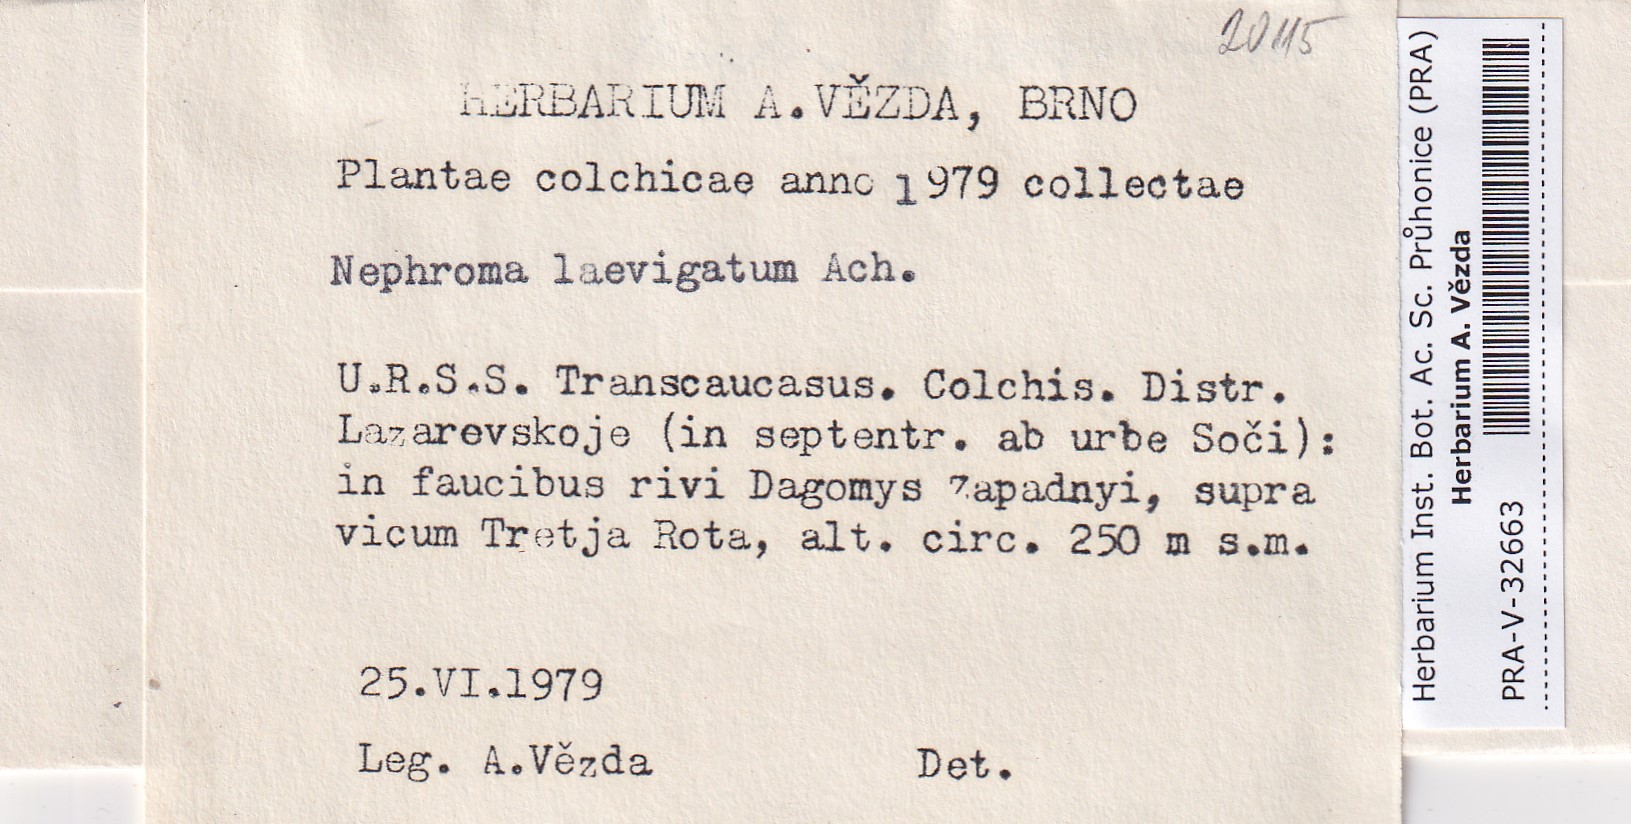 20115
HERBARIUM A.VĚZDA, BRNO
Plantae colchicae anno 1979 collectae
Nephroma laevigatum Ach.
U.R.S.S. Transcaucasus. Colchis. Distr.
Lazarevskoje (in septentr. ab urbe Soči):
in faucibus rivi Dagomys Zapadnyi, supra
vicum Tretja Rota, alt. circ. 250 m s.m.
25.VI.1979
Leg. A.Vězda Det.
Herbarium Inst. Bot. Ac. Sc. Průhonice (PRA)
Herbarium A. Vězda
PRA-V-32663